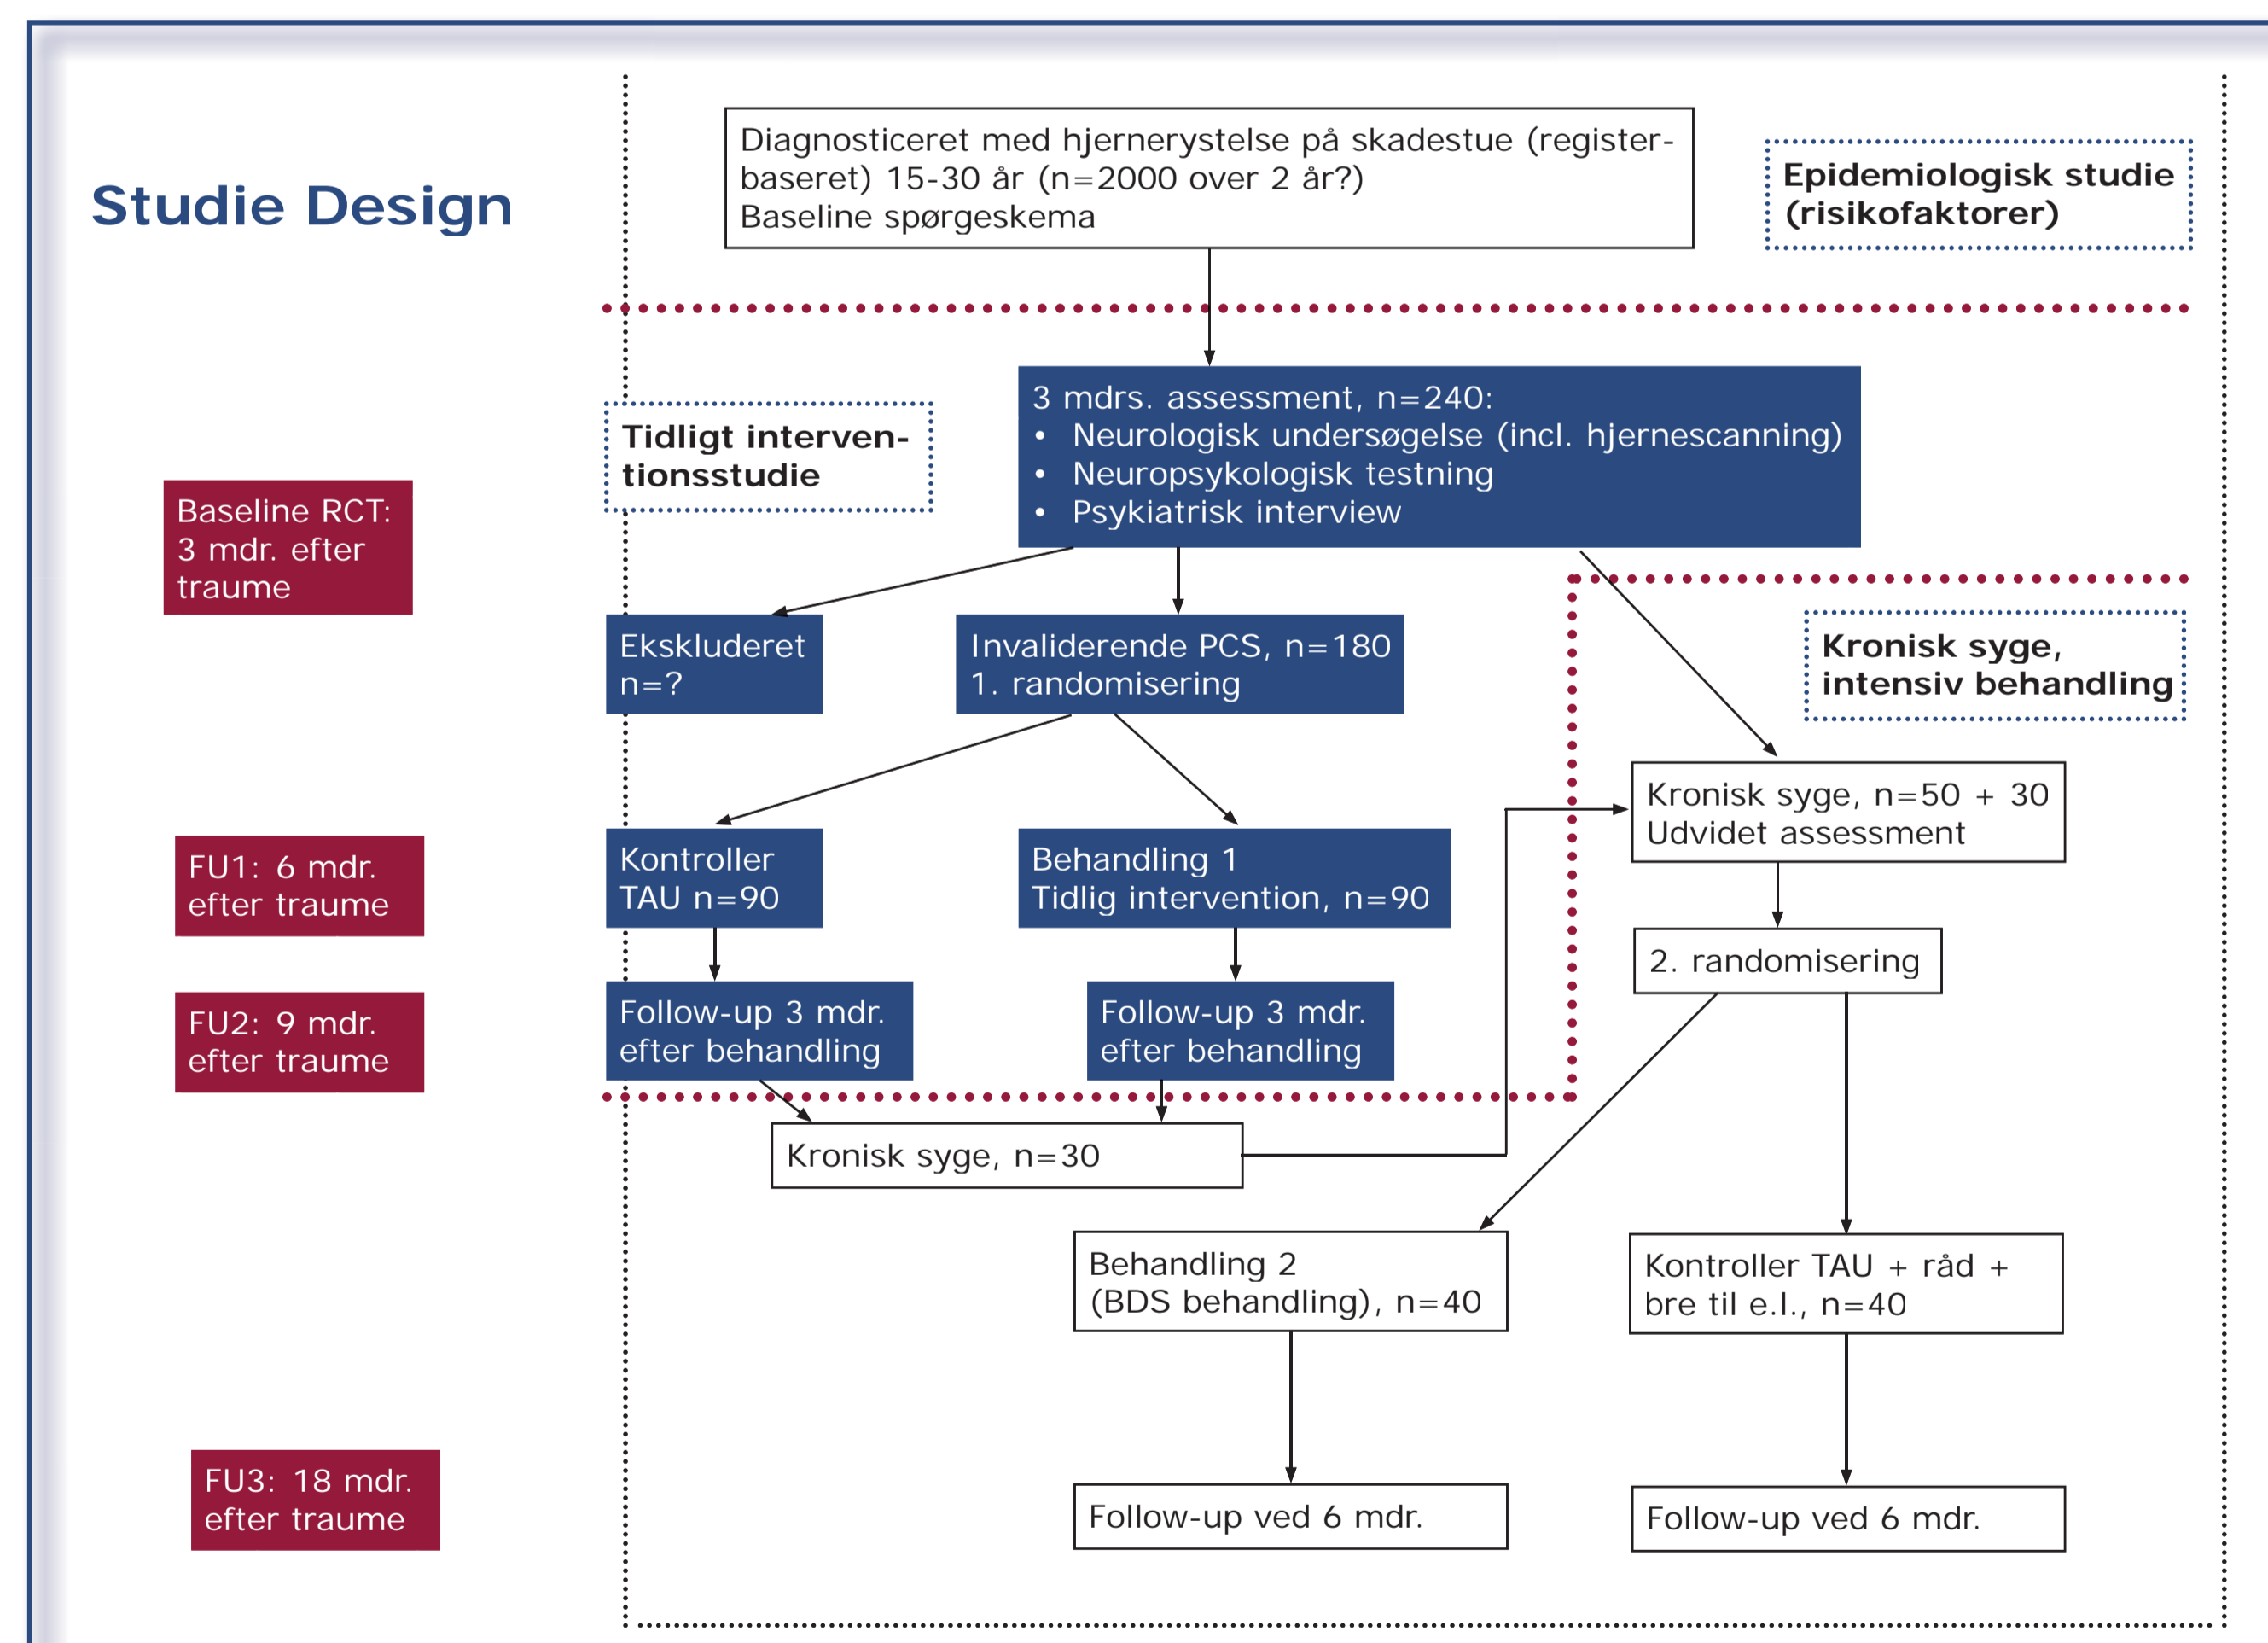 Studie Design
Diagnosticeret med hjernerystelse på skadestue (register-
baseret) 15-30 år (n=2000 over 2 år?)
Baseline spørgeskema
Epidemiologisk studie
(risikofaktorer)
3 mdrs. assessment, n=240:
• Neurologisk undersøgelse (incl. hjernescanning)
• Neuropsykologisk testning
• Psykiatrisk interview
Tidligt interven-
tionsstudie
Baseline RCT:
3 mdr. efter
traume
Ekskluderet
n=?
Invaliderende PCS, n=180
1. randomisering
Kronisk syge,
intensiv behandling
Kronisk syge, n=50 + 30
Udvidet assessment
FU1: 6 mdr.
efter traume
Kontroller
TAU n=90
Behandling 1
Tidlig intervention, n=90
2. randomisering
FU2: 9 mdr.
efter traume
Follow-up 3 mdr.
efter behandling
Follow-up 3 mdr.
efter behandling
Kronisk syge, n=30
Behandling 2
(BDS behandling), n=40
Kontroller TAU + råd +
bre til e.l., n=40
FU3: 18 mdr.
efter traume
Follow-up ved 6 mdr.
Follow-up ved 6 mdr.